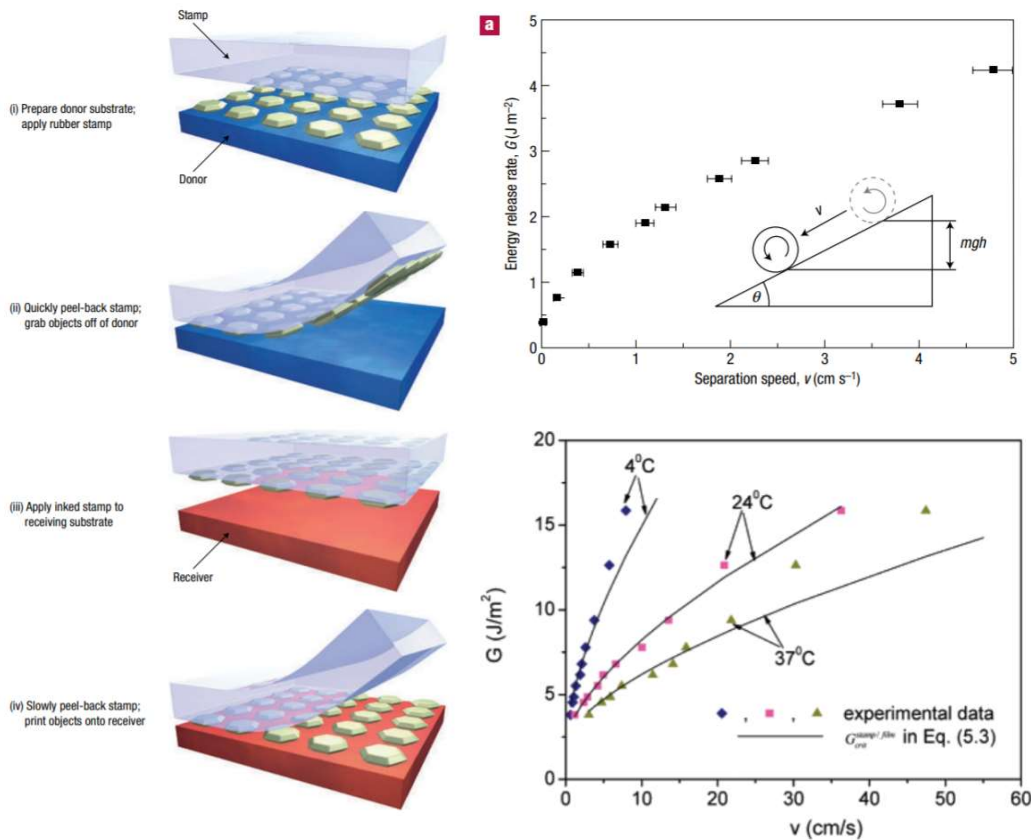 Stamp
(i) Prepare donor substrate;
apply rubber stamp
Donor
(ii) Quickly peel-back stamp;
grab objects off of donor
(iii) Apply inked stamp to
receiving substrate
Receiver
(iv) Slowly peel-back stamp;
print objects onto receiver
a
Energy release rate, G (J m⁻²)
5
4
3
2
1
0
v
mgh
θ
0 1 2 3 4 5
Separation speed, v (cm s⁻¹)
G (J/m²)
20
15
10
5
0
4⁰C
24⁰C
37⁰C
, , experimental data
G_crit^stamp/film in Eq. (5.3)
0 10 20 30 40 50 60
v (cm/s)